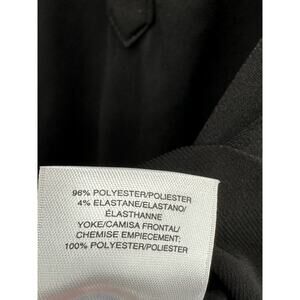 96% POLYESTER/POLIESTER
4% ELASTANE/ELASTANO/
ÉLASTHANNE
YOKE/CAMISA FRONTAL/
CHEMISE EMPIECEMENT:
100% POLYESTER/POLIESTER